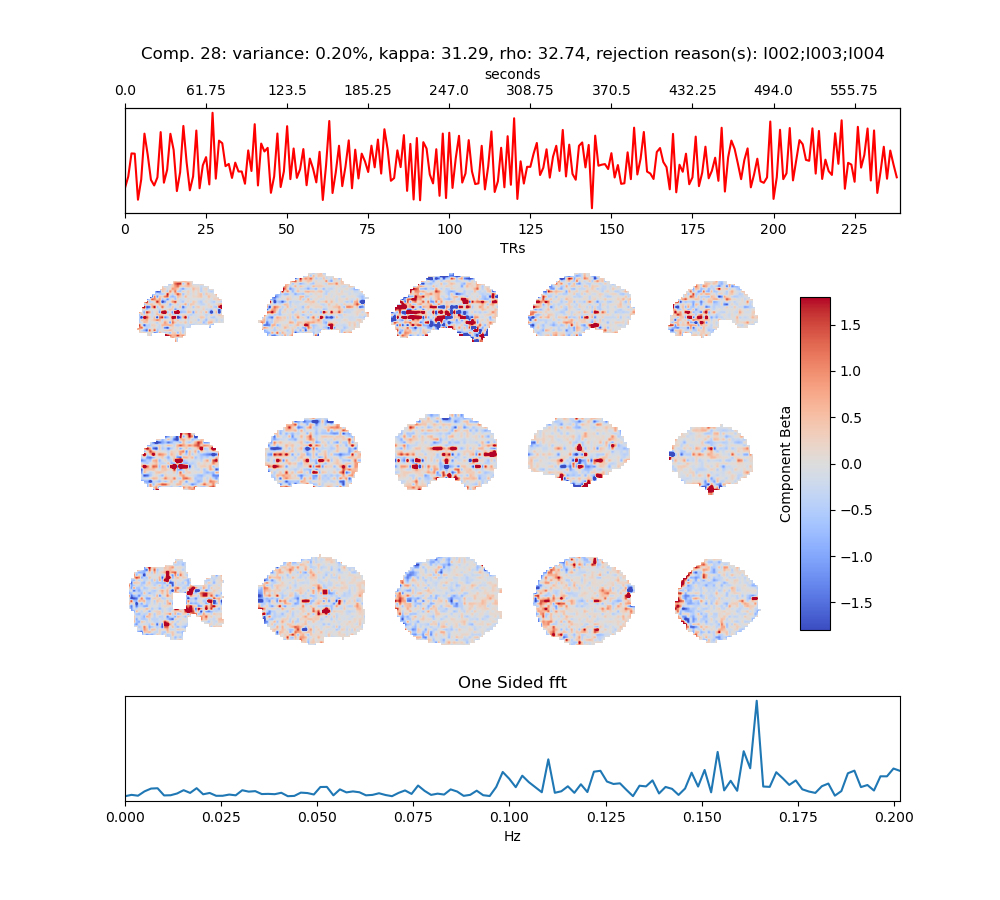 Comp. 28: variance: 0.20%, kappa: 31.29, rho: 32.74, rejection reason(s): I002;I003;I004
seconds
0.0 61.75 123.5 185.25 247.0 308.75 370.5 432.25 494.0 555.75
0 25 50 75 100 125 150 175 200 225
TRs
Component Beta
1.5
1.0
0.5
0.0
−0.5
−1.0
−1.5
One Sided fft
0.000 0.025 0.050 0.075 0.100 0.125 0.150 0.175 0.200
Hz